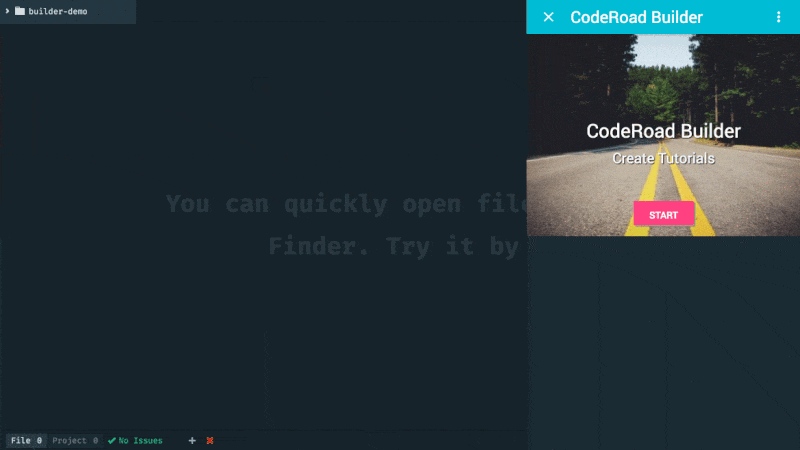 builder-demo
CodeRoad Builder
CodeRoad Builder
Create Tutorials
START
You can quickly open file
Finder. Try it by
File 0 Project 0 No Issues